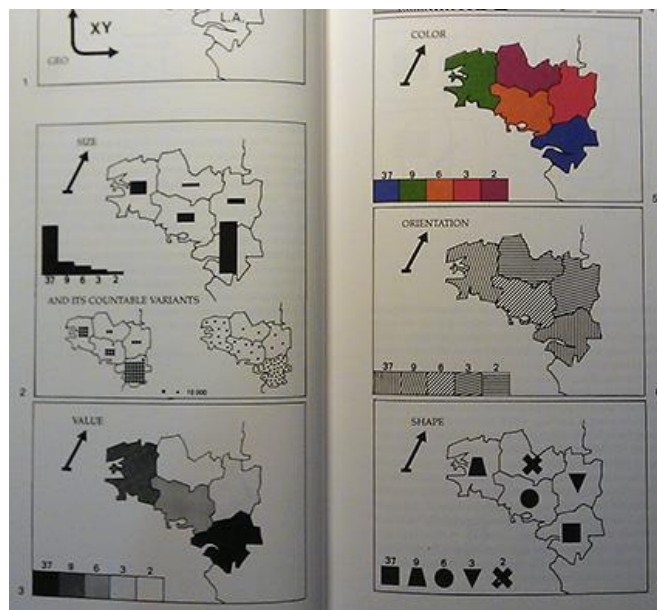 L.A.
XY
GEO
1
SIZE
37 9 6 3 2
AND ITS COUNTABLE VARIANTS
10 000
2
VALUE
37 9 6 3 2
3
COLOR
37 9 6 3 2
5
ORIENTATION
37 9 6 3 2
SHAPE
37 9 6 3 2